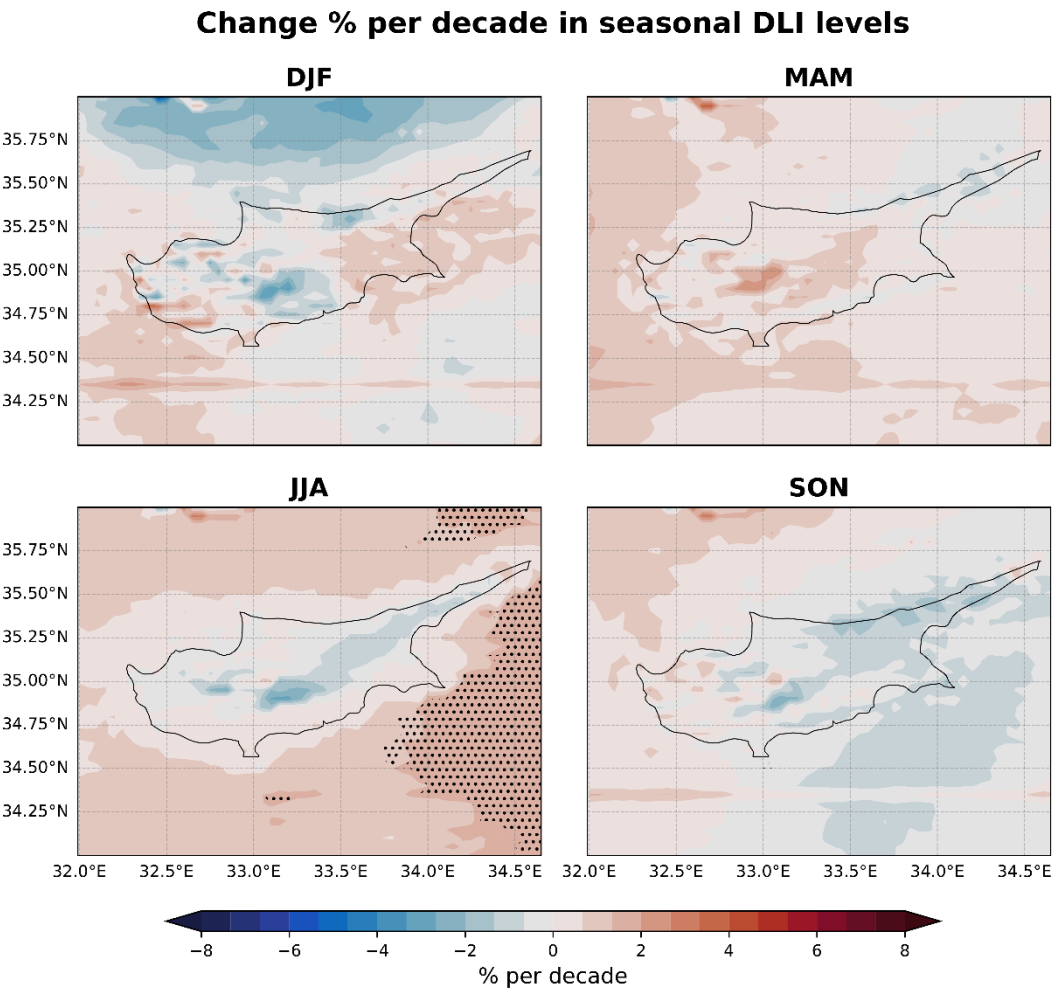 Change % per decade in seasonal DLI levels
DJF
MAM
35.75°N
35.50°N
35.25°N
35.00°N
34.75°N
34.50°N
34.25°N
JJA
SON
35.75°N
35.50°N
35.25°N
35.00°N
34.75°N
34.50°N
34.25°N
32.0°E 32.5°E 33.0°E 33.5°E 34.0°E 34.5°E 32.0°E 32.5°E 33.0°E 33.5°E 34.0°E 34.5°E
−8 −6 −4 −2 0 2 4 6 8
% per decade